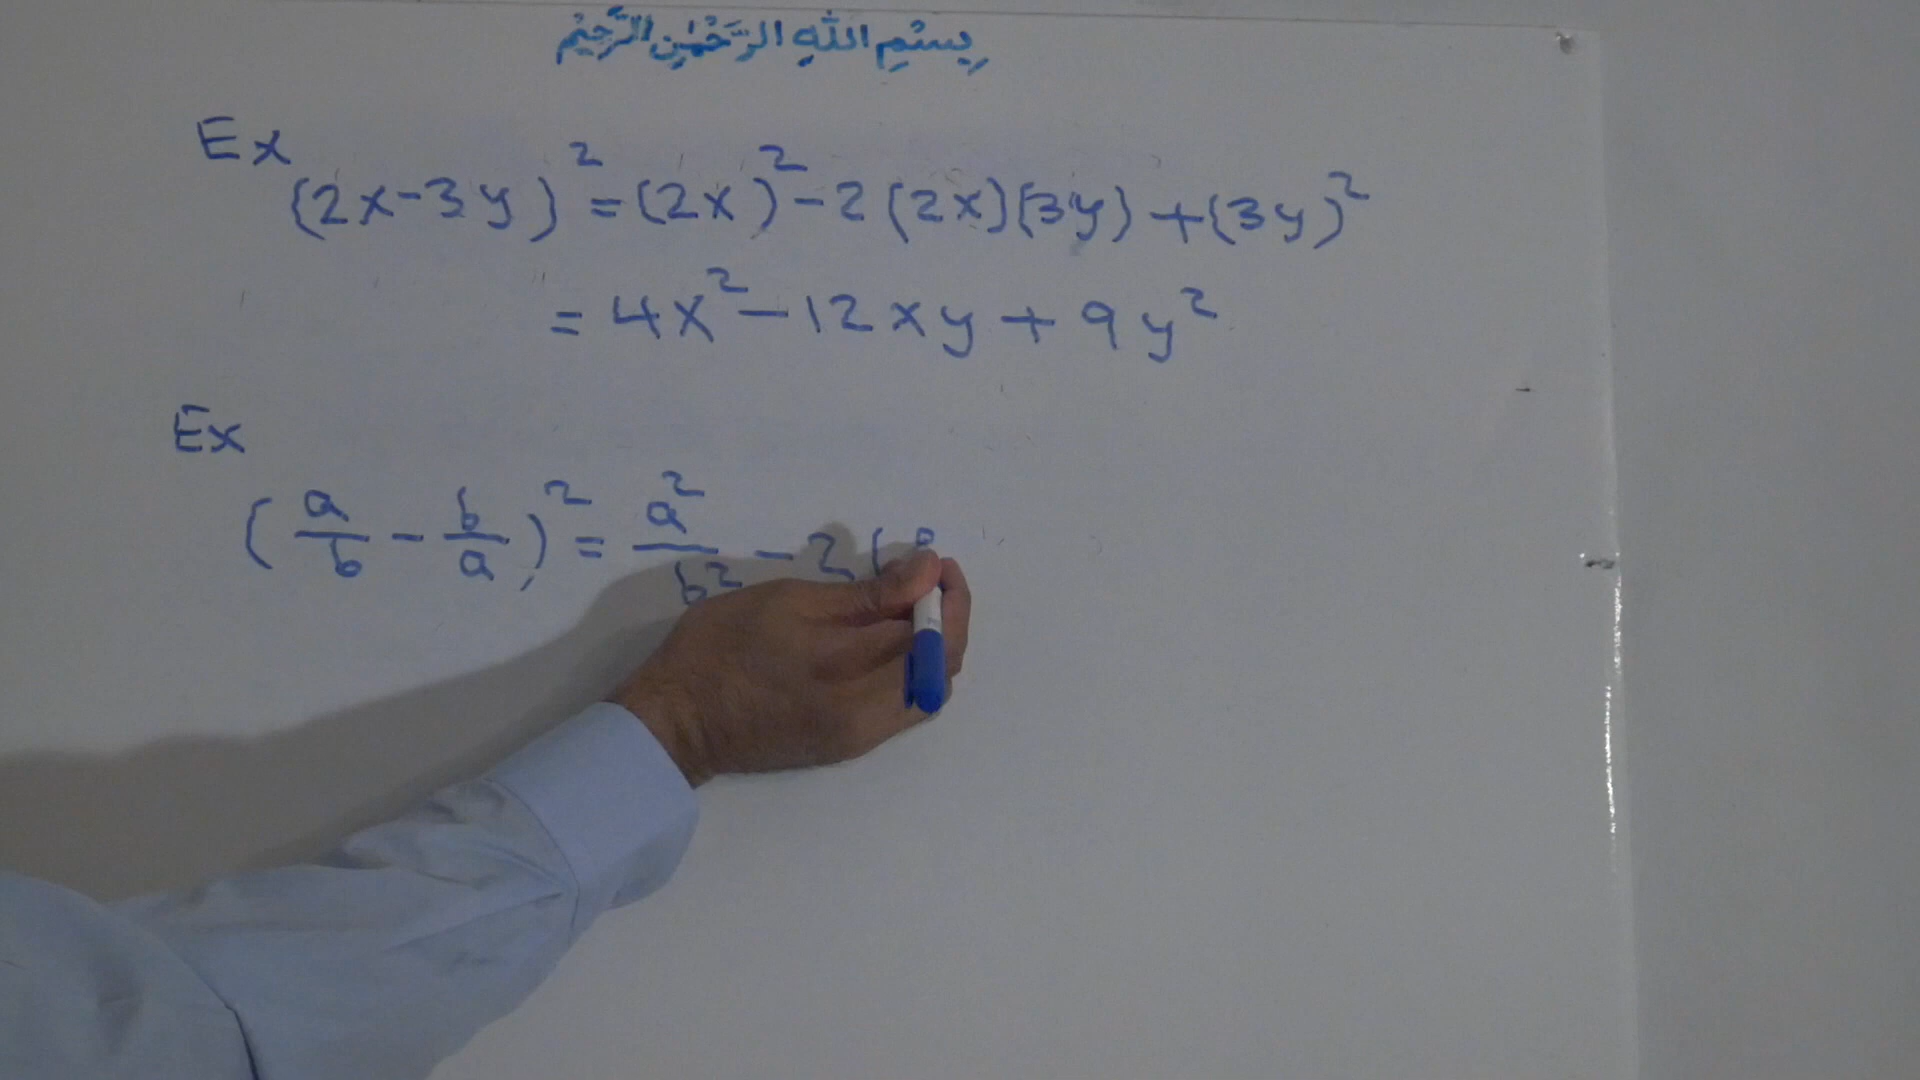 بِسْمِ اللهِ الرَّحْمٰنِ الرَّحِيْمِ
Ex
(2x-3y)² = (2x)² - 2(2x)(3y) + (3y)²
= 4x² - 12xy + 9y²
Ex
(a/b - b/a)² = a²/b² - 2(